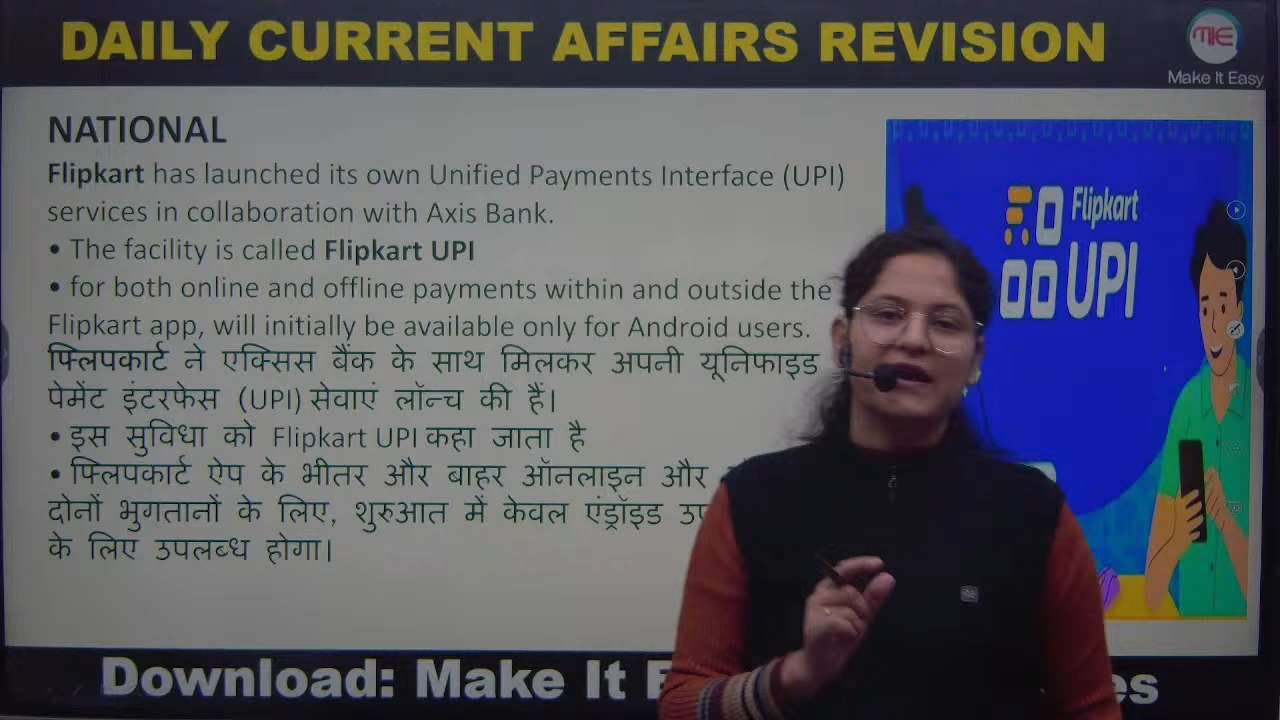 DAILY CURRENT AFFAIRS REVISION
MIE
Make It Easy
NATIONAL
Flipkart has launched its own Unified Payments Interface (UPI)
services in collaboration with Axis Bank.
• The facility is called Flipkart UPI
• for both online and offline payments within and outside the
Flipkart app, will initially be available only for Android users.
फ्लिपकार्ट ने एक्सिस बैंक के साथ मिलकर अपनी यूनिफाइड
पेमेंट इंटरफेस (UPI) सेवाएं लॉन्च की हैं।
• इस सुविधा को Flipkart UPI कहा जाता है
• फ्लिपकार्ट ऐप के भीतर और बाहर ऑनलाइन और
दोनों भुगतानों के लिए, शुरुआत में केवल एंड्रॉइड
के लिए उपलब्ध होगा।
Flipkart
UPI
Download: Make It